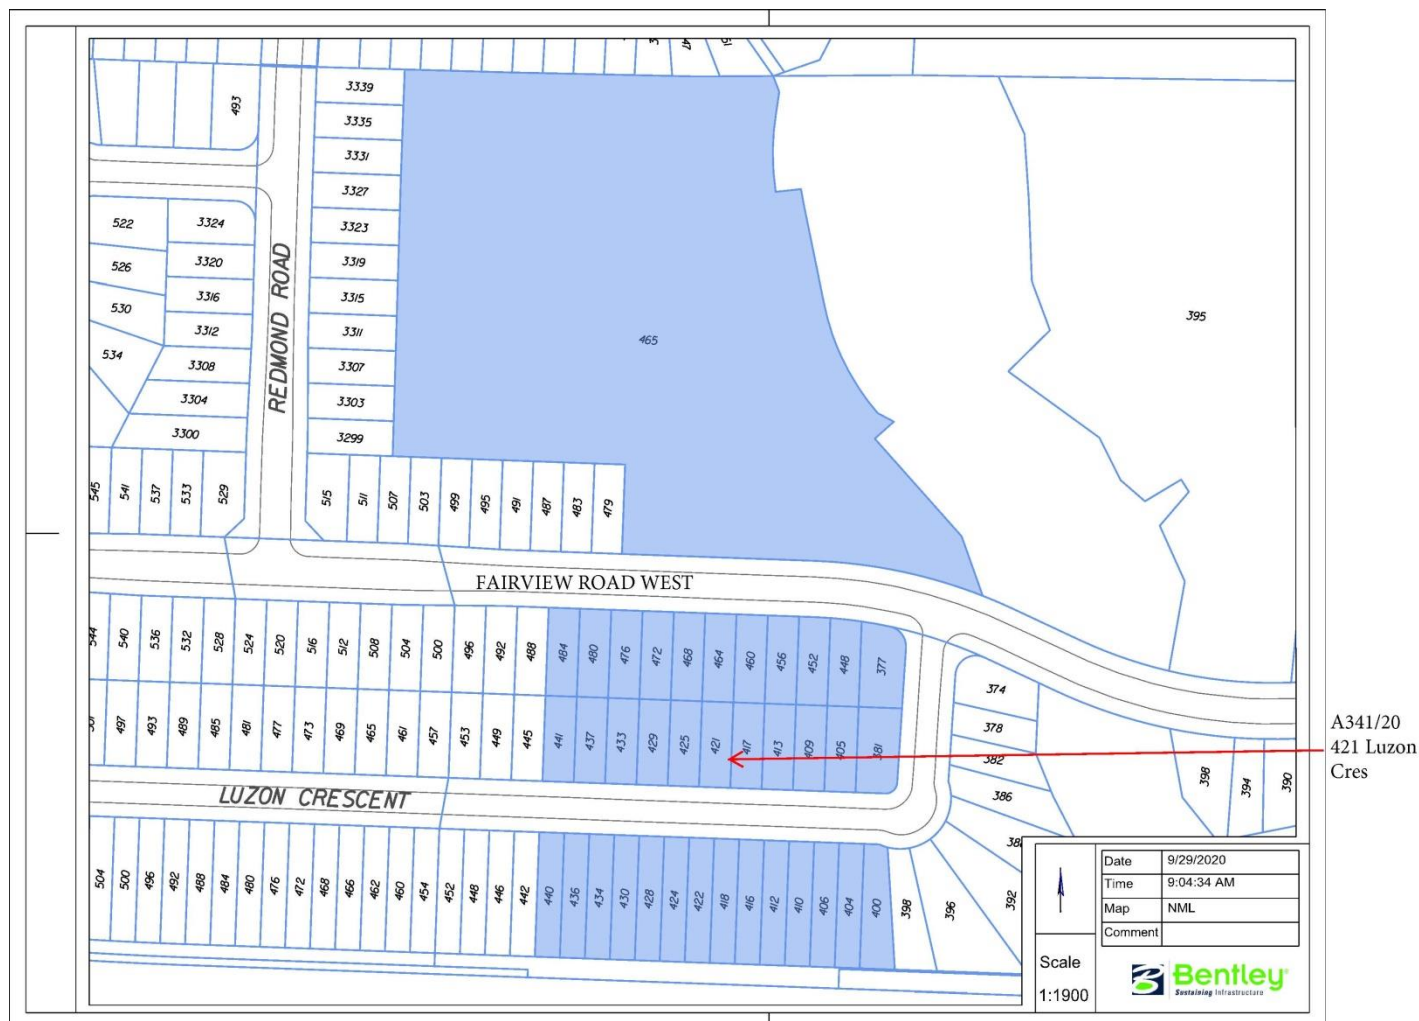 47
51
493
3339
3335
3331
3327
3323
3319
3315
3311
3307
3303
3299
522
3324
526
3320
530
3316
3312
534
3308
3304
3300
REDMOND ROAD
465
395
545 541 537 533 529
515 511 507 503 499 495 491 487 483 479
FAIRVIEW ROAD WEST
544 540 536 532 528 524 520 516 512 508 504 500 496 492 488 484 480 476 472 468 464 460 456 452 448 377
497 493 489 485 481 477 473 469 465 461 457 453 449 445 441 437 433 429 425 421 417 413 409 405 381
374
378
382
386
392
398 394 390
A341/20
421 Luzon
Cres
LUZON CRESCENT
504 500 496 492 488 484 480 476 472 468 466 462 460 454 452 448 446 442 440 436 434 430 428 424 422 418 416 412 410 406 404 400 398 396
Date 9/29/2020
Time 9:04:34 AM
Map NML
Comment
Scale
1:1900
Bentley
Sustaining Infrastructure